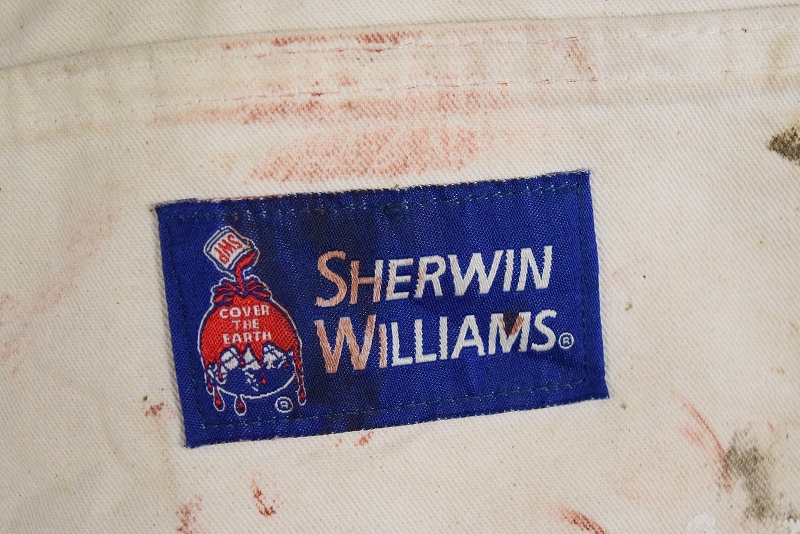 SWP
COVER
THE
EARTH
®
SHERWIN
WILLIAMS®